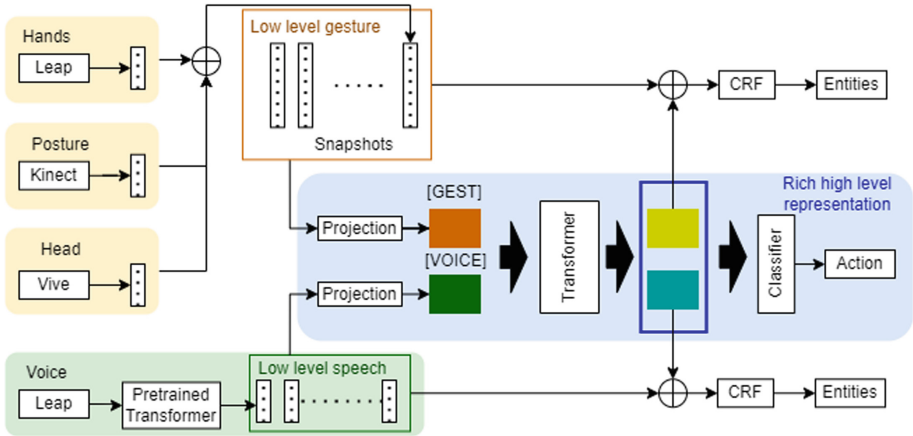 Hands
Leap
Low level gesture
Snapshots
CRF
Entities
Posture
Kinect
Rich high level
representation
[GEST]
Projection
Transformer
Head
Vive
[VOICE]
Projection
Classifier
Action
Voice
Leap
Pretrained
Transformer
Low level speech
CRF
Entities